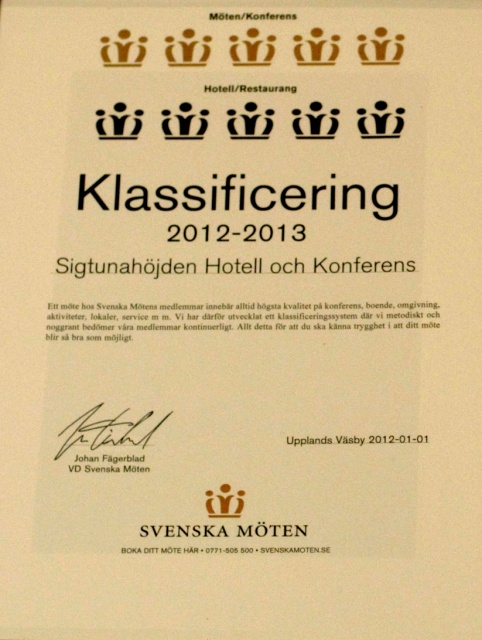 Möten/Konferens
Hotell/Restaurang
Klassificering
2012-2013
Sigtunahöjden Hotell och Konferens
Ett möte hos Svenska Mötens medlemmar innebär alltid högsta kvalitet på konferens, boende, omgivning,
aktiviteter, lokaler, service m m. Vi har därför utvecklat ett klassificeringssystem där vi metodiskt och
noggrant bedömer våra medlemmar kontinuerligt. Allt detta för att du ska känna trygghet i att ditt möte
blir så bra som möjligt.
Johan Fägerblad
VD Svenska Möten
Upplands Väsby 2012-01-01
SVENSKA MÖTEN
BOKA DITT MÖTE HÄR • 0771-505 500 • SVENSKAMOTEN.SE